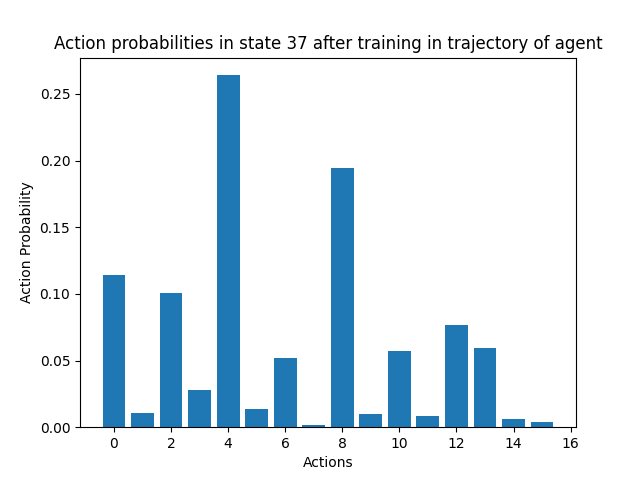 Action probabilities in state 37 after training in trajectory of agent
0.25
0.20
0.15
0.10
0.05
0.00
Action Probability
0 2 4 6 8 10 12 14 16
Actions